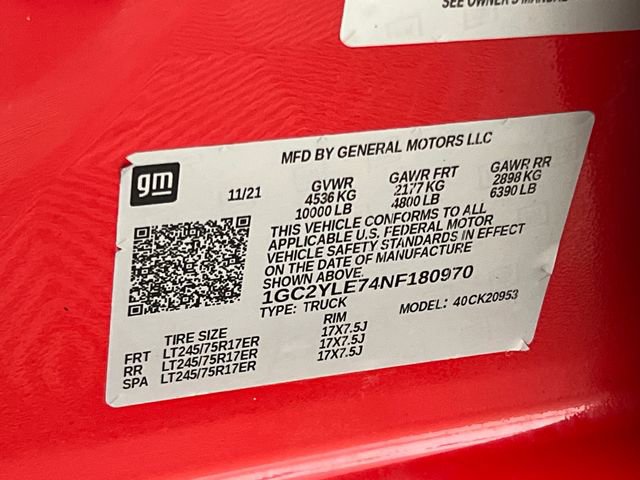 SEE OWNER'S MANUAL
MFD BY GENERAL MOTORS LLC
gm
11/21
GVWR
4536 KG
10000 LB
GAWR FRT
2177 KG
4800 LB
GAWR RR
2898 KG
6390 LB
THIS VEHICLE CONFORMS TO ALL
APPLICABLE U.S. FEDERAL MOTOR
VEHICLE SAFETY STANDARDS IN EFFECT
ON THE DATE OF MANUFACTURE
SHOWN ABOVE.
1GC2YLE74NF180970
TYPE: TRUCK
MODEL: 40CK20953
TIRE SIZE RIM
FRT LT245/75R17ER 17X7.5J
RR LT245/75R17ER 17X7.5J
SPA LT245/75R17ER 17X7.5J